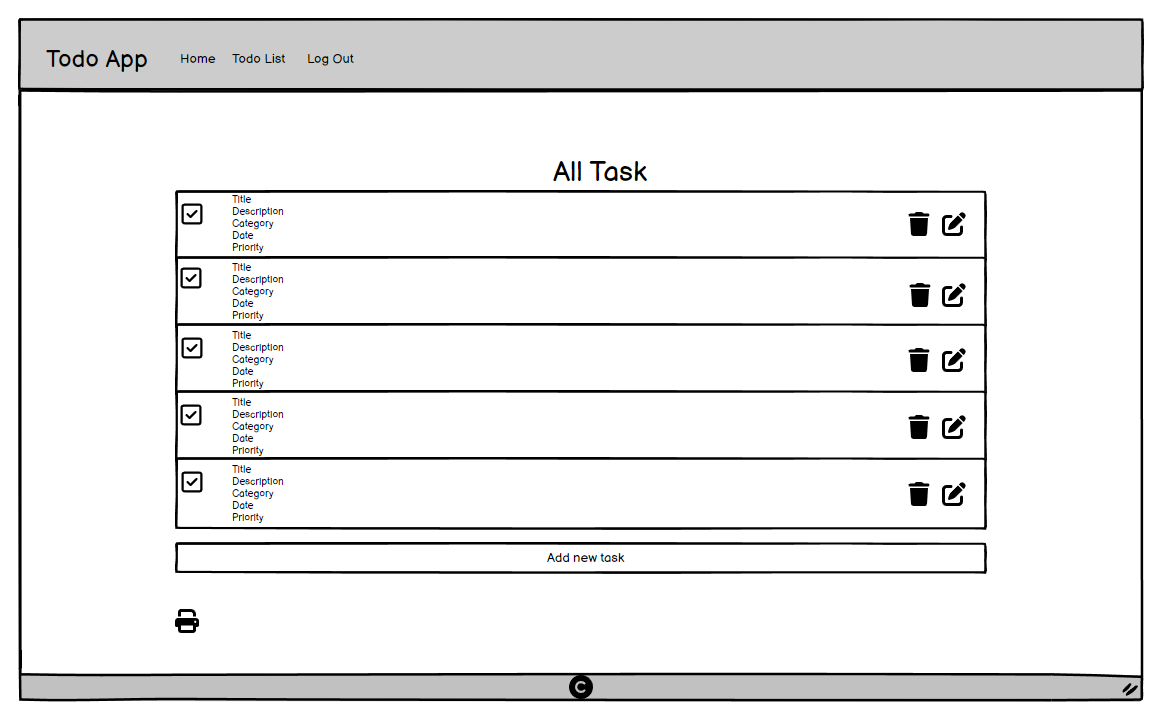 Todo App Home Todo List Log Out
All Task
Title
Description
Category
Date
Priority
Title
Description
Category
Date
Priority
Title
Description
Category
Date
Priority
Title
Description
Category
Date
Priority
Title
Description
Category
Date
Priority
Add new task
C